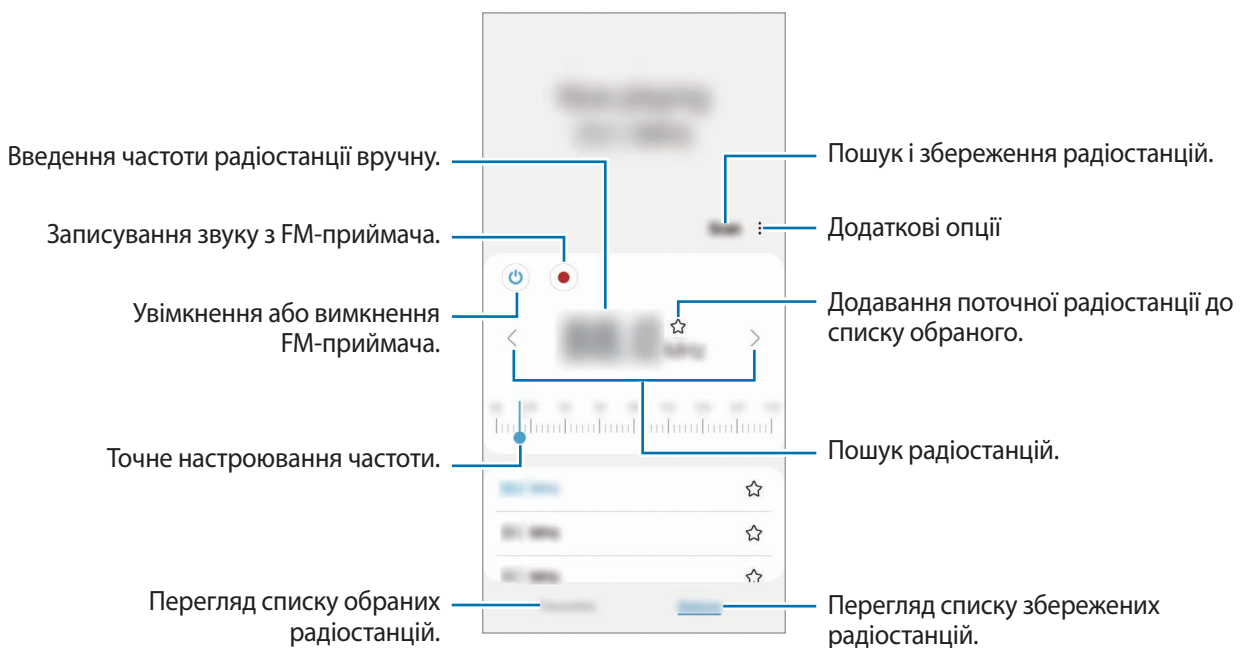 Введення частоти радіостанції вручну.
Записування звуку з FM-приймача.
Увімкнення або вимкнення
FM-приймача.
Точне настроювання частоти.
Перегляд списку обраних
радіостанцій.
Пошук і збереження радіостанцій.
Додаткові опції
Додавання поточної радіостанції до
списку обраного.
Пошук радіостанцій.
Перегляд списку збережених
радіостанцій.